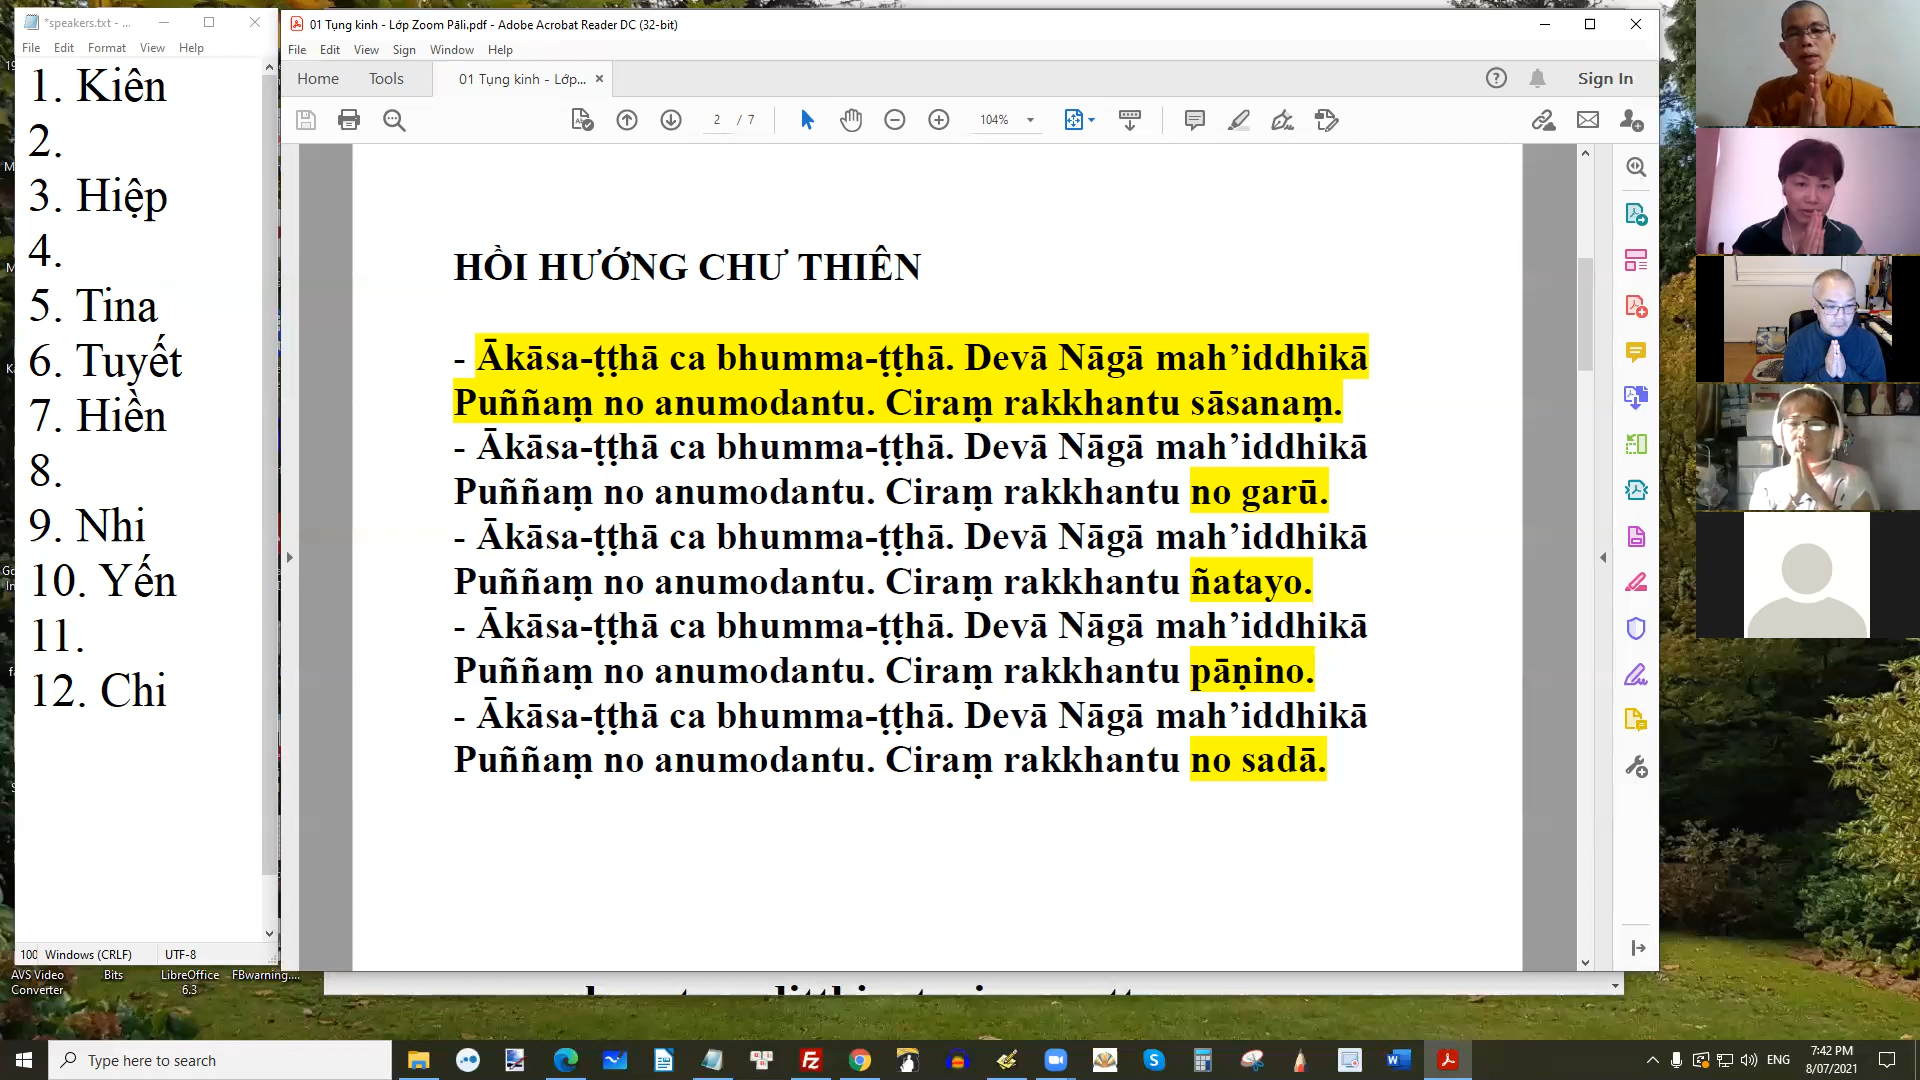 *speakers.txt - ...
File Edit Format View Help
1. Kiên
2.
3. Hiệp
4.
5. Tina
6. Tuyết
7. Hiền
8.
9. Nhi
10. Yến
11.
12. Chi
100 Windows (CRLF) UTF-8
01 Tụng kinh - Lớp Zoom Pāli.pdf - Adobe Acrobat Reader DC (32-bit)
File Edit View Sign Window Help
Home Tools 01 Tụng kinh - Lớp... × Sign In
2 / 7 104%
HỒI HƯỚNG CHƯ THIÊN
- Ākāsa-ṭṭhā ca bhumma-ṭṭhā. Devā Nāgā mah’iddhikā
Puññaṃ no anumodantu. Ciraṃ rakkhantu sāsanaṃ.
- Ākāsa-ṭṭhā ca bhumma-ṭṭhā. Devā Nāgā mah’iddhikā
Puññaṃ no anumodantu. Ciraṃ rakkhantu no garū.
- Ākāsa-ṭṭhā ca bhumma-ṭṭhā. Devā Nāgā mah’iddhikā
Puññaṃ no anumodantu. Ciraṃ rakkhantu ñatayo.
- Ākāsa-ṭṭhā ca bhumma-ṭṭhā. Devā Nāgā mah’iddhikā
Puññaṃ no anumodantu. Ciraṃ rakkhantu pāṇino.
- Ākāsa-ṭṭhā ca bhumma-ṭṭhā. Devā Nāgā mah’iddhikā
Puññaṃ no anumodantu. Ciraṃ rakkhantu no sadā.
AVS Video Converter
Bits
LibreOffice 6.3
FBwarning....
Type here to search
ENG
7:42 PM
8/07/2021